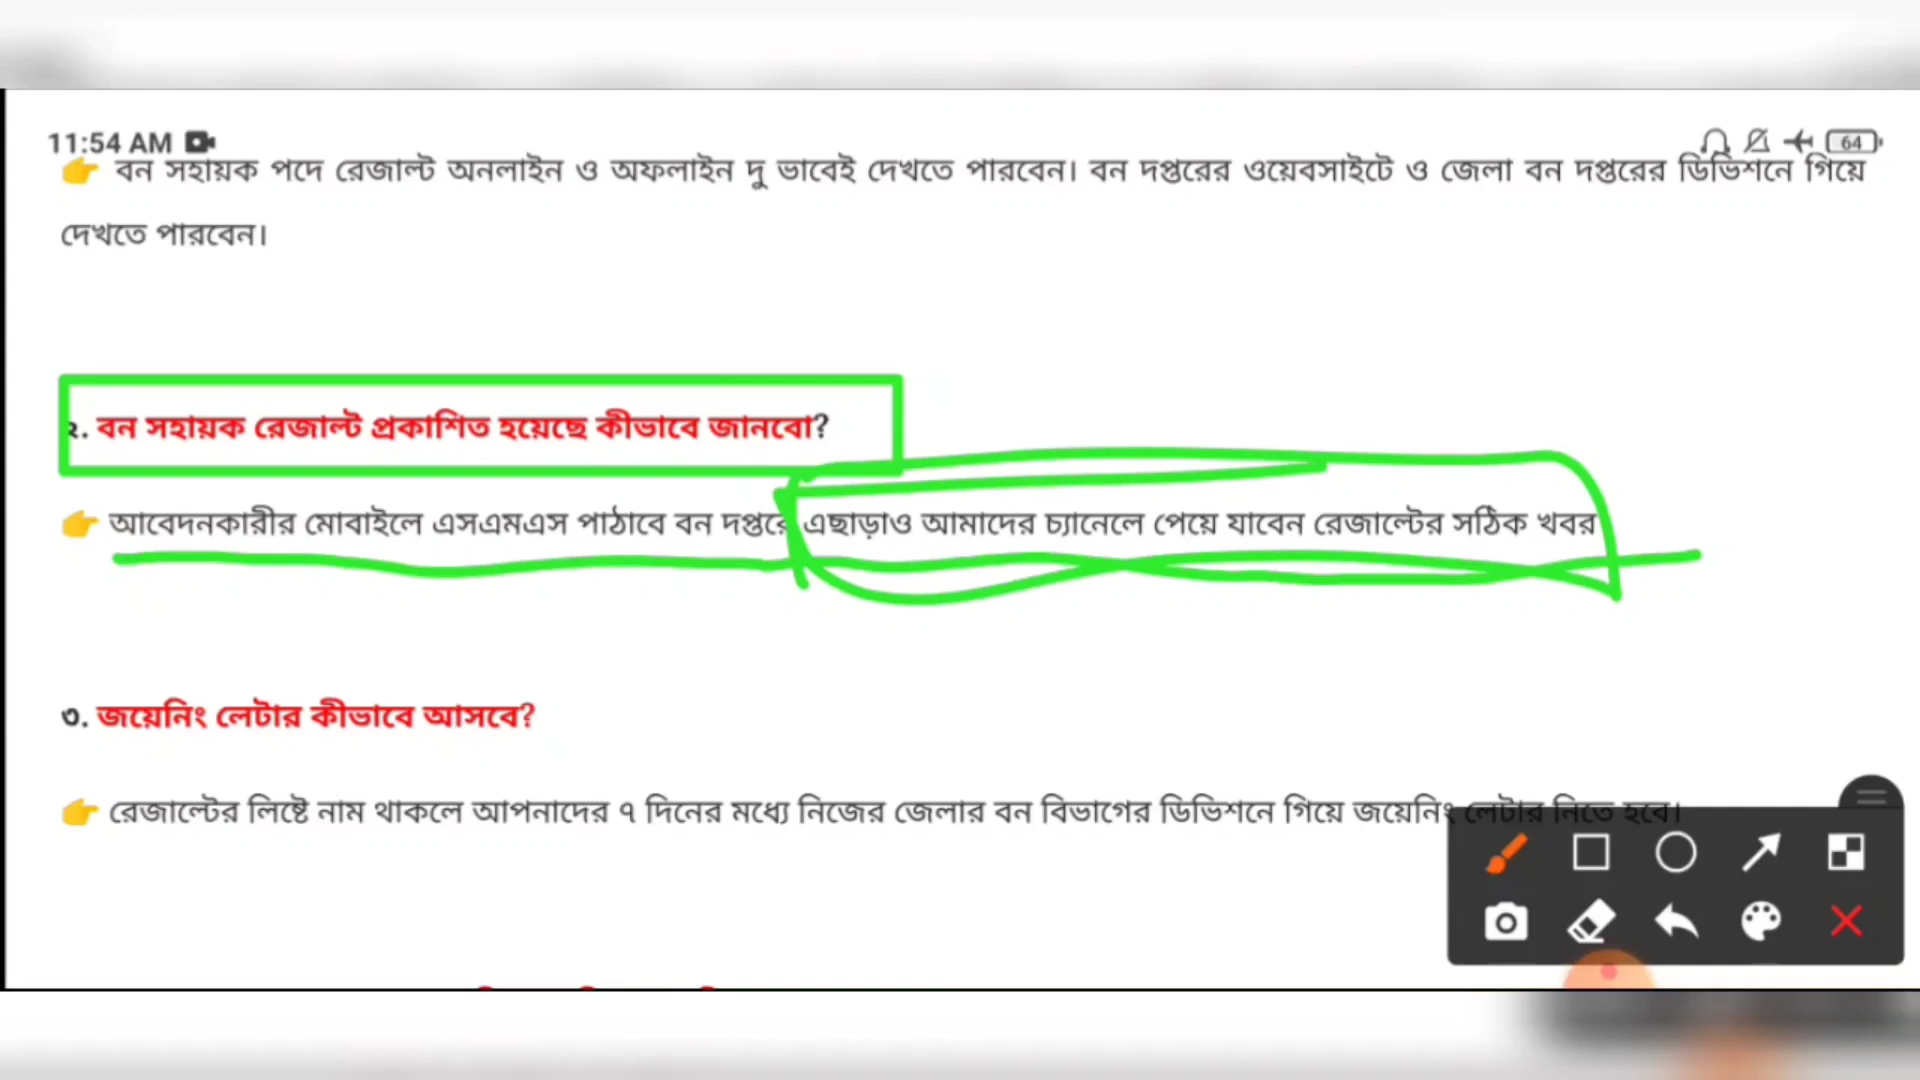 11:54 AM
64
👉 বন সহায়ক পদে রেজাল্ট অনলাইন ও অফলাইন দু ভাবেই দেখতে পারবেন। বন দপ্তরের ওয়েবসাইটে ও জেলা বন দপ্তরের ডিভিশনে গিয়ে
দেখতে পারবেন।
২. বন সহায়ক রেজাল্ট প্রকাশিত হয়েছে কীভাবে জানবো?
👉 আবেদনকারীর মোবাইলে এসএমএস পাঠাবে বন দপ্তরে এছাড়াও আমাদের চ্যানেলে পেয়ে যাবেন রেজাল্টের সঠিক খবর
৩. জয়েনিং লেটার কীভাবে আসবে?
👉 রেজাল্টের লিষ্টে নাম থাকলে আপনাদের ৭ দিনের মধ্যে নিজের জেলার বন বিভাগের ডিভিশনে গিয়ে জয়েনিং লেটার নিতে হবে।